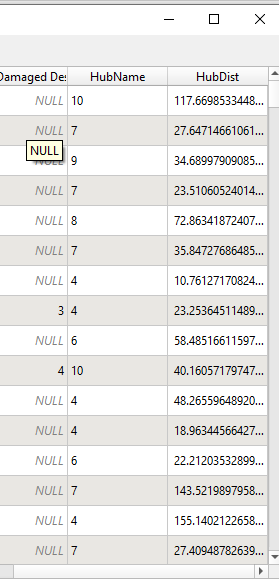 Damaged Des HubName HubDist
NULL 10 117.6698533448...
NULL 7 27.64714661061...
NULL
NULL 9 34.68997909085...
NULL 7 23.51060524014...
NULL 8 72.86341872407...
NULL 7 35.84727686485...
NULL 4 10.76127170824...
3 4 23.25364511489...
NULL 6 58.48516611597...
4 10 40.16057179747...
NULL 4 48.26559648920...
NULL 4 18.96344566427...
NULL 6 22.21203532899...
NULL 7 143.5219897958...
NULL 4 155.1402122658...
NULL 7 27.40948782639...